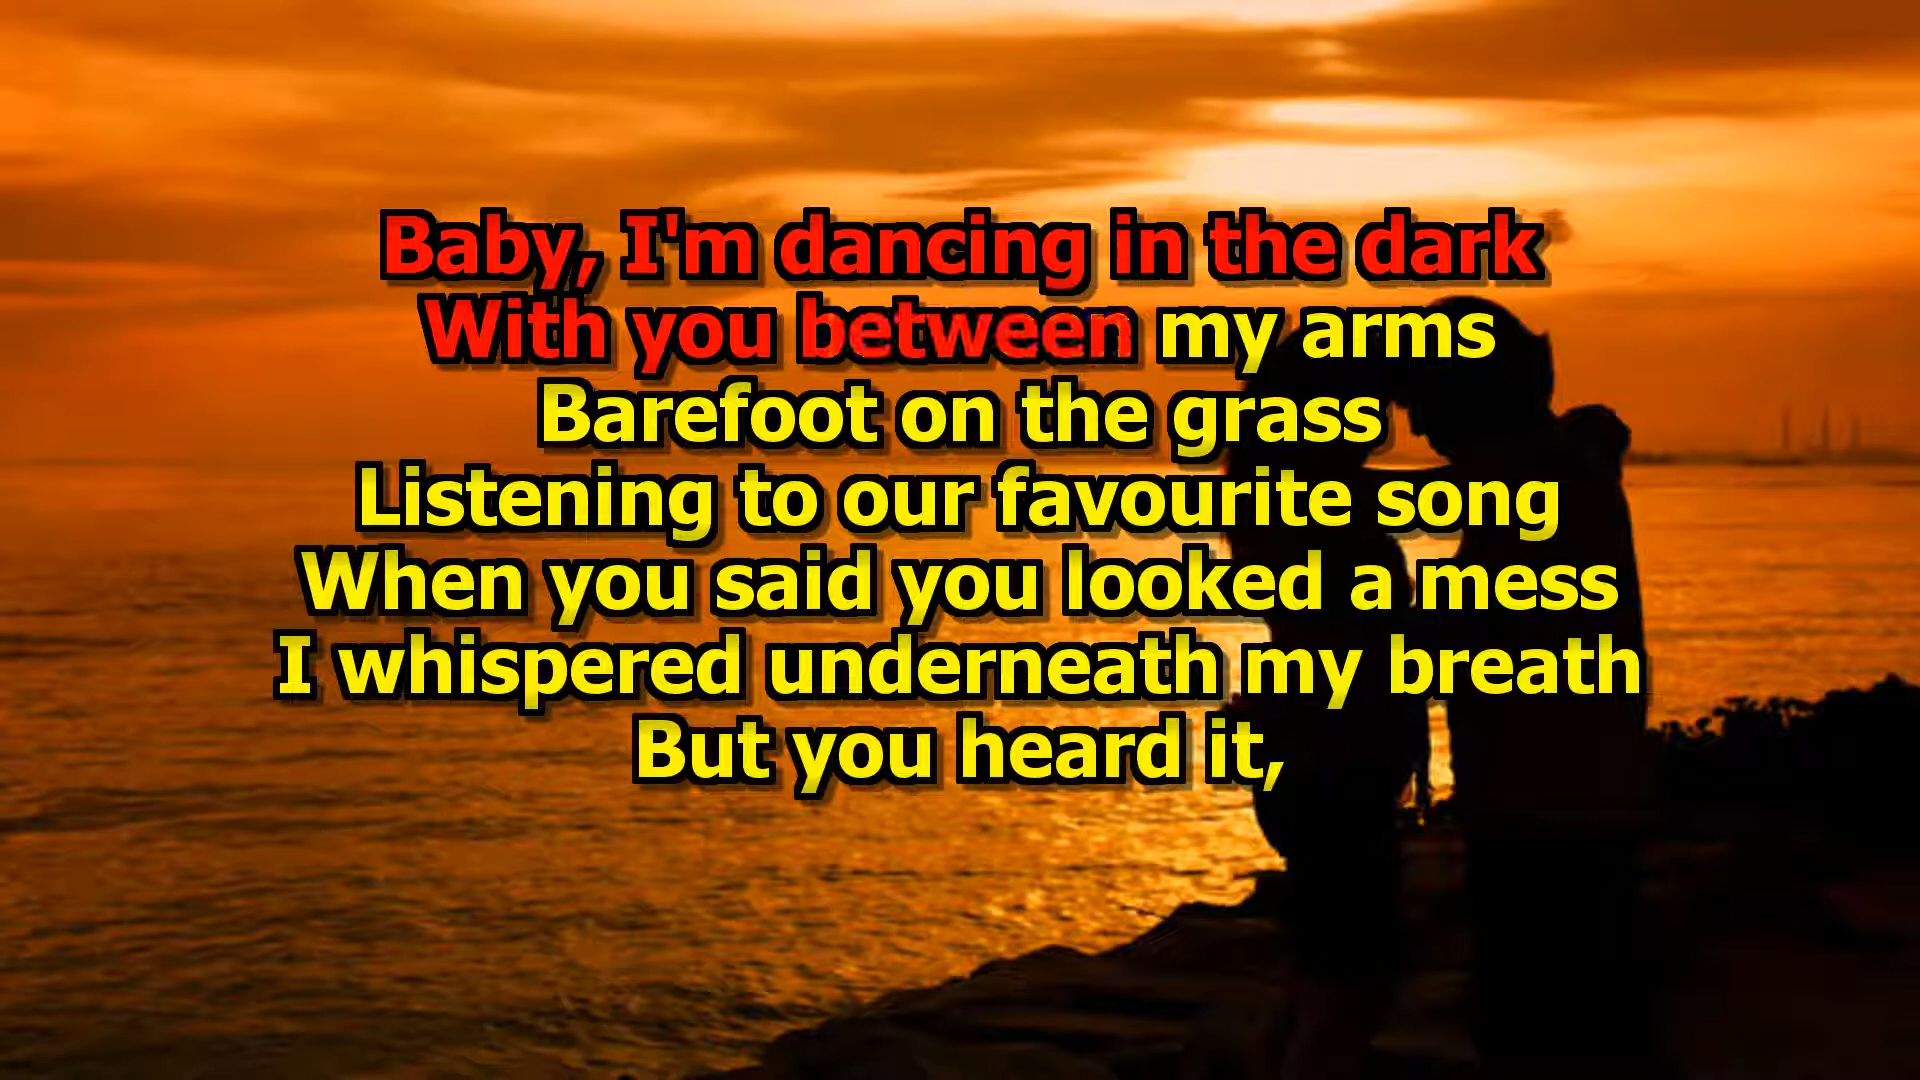 Baby, I'm dancing in the dark
With you between my arms
Barefoot on the grass
Listening to our favourite song
When you said you looked a mess
I whispered underneath my breath
But you heard it,